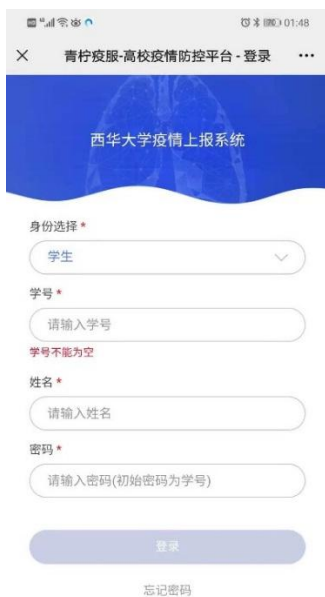 01:48
青柠疫服-高校疫情防控平台 - 登录
西华大学疫情上报系统
身份选择 *
学生
学号 *
请输入学号
学号不能为空
姓名 *
请输入姓名
密码 *
请输入密码(初始密码为学号)
登录
忘记密码